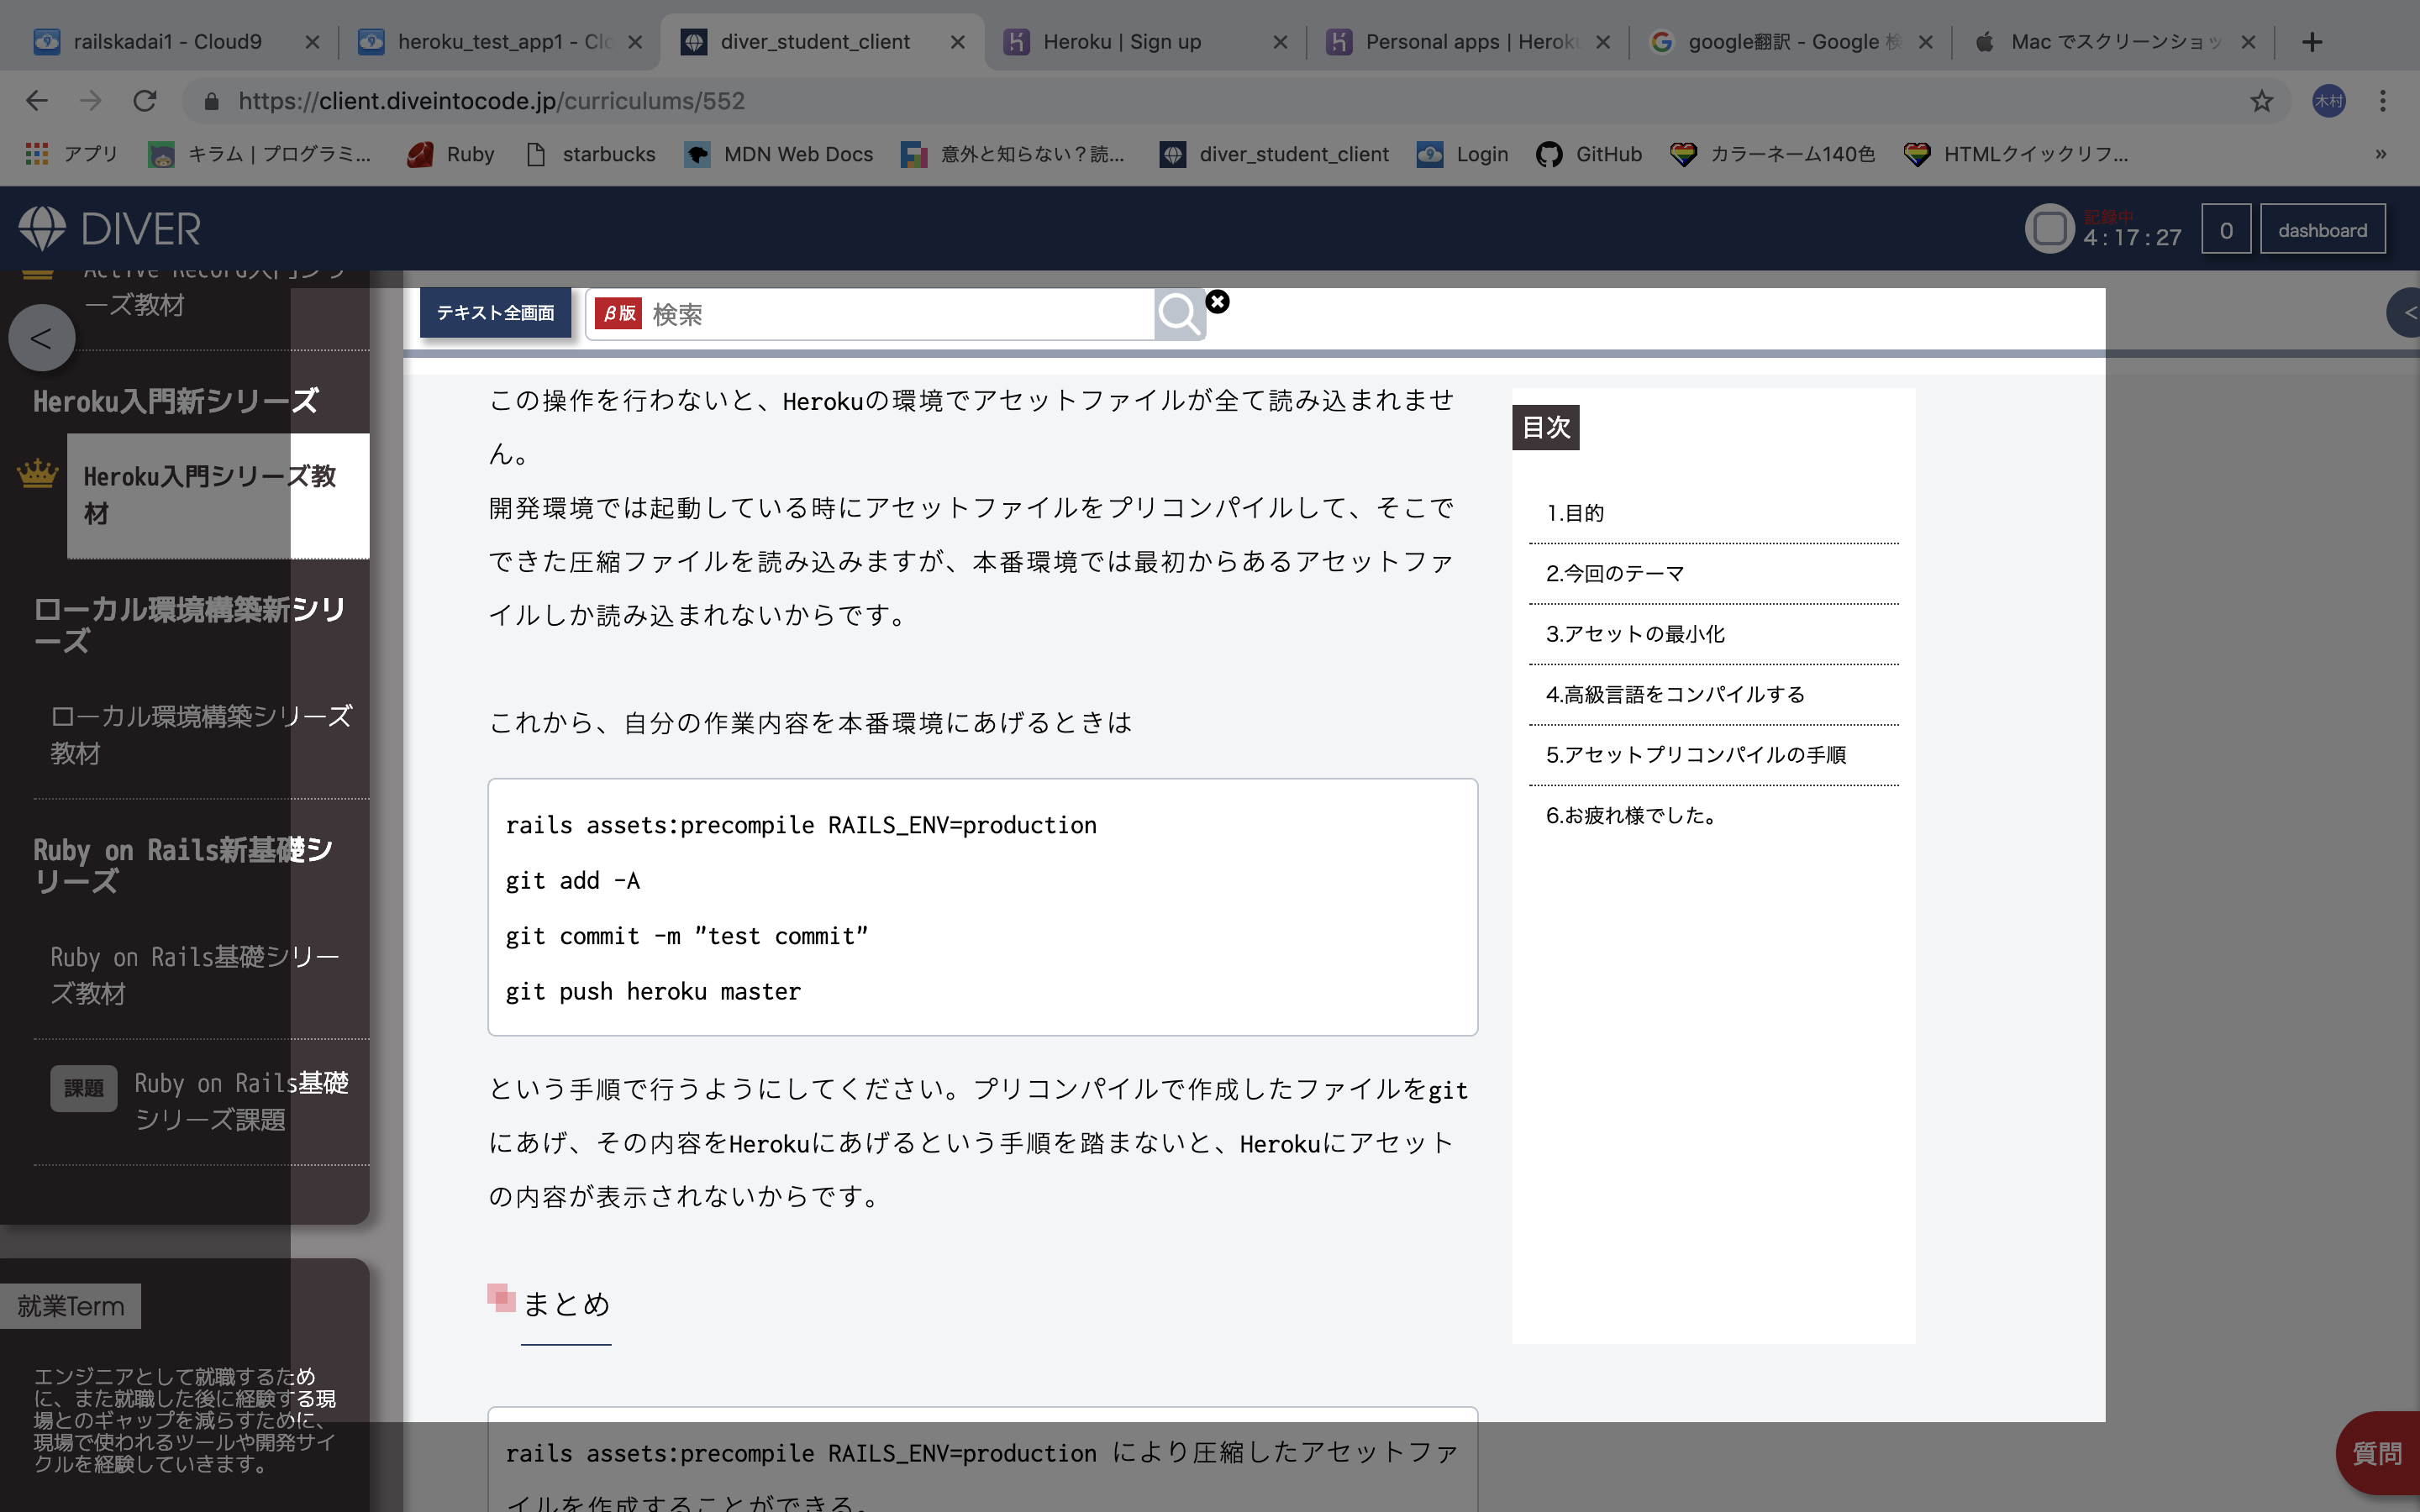 railskadai1 - Cloud9
heroku_test_app1 - Clo
diver_student_client
Heroku | Sign up
Personal apps | Heroku
google翻訳 - Google 検
Mac でスクリーンショッ
https://client.diveintocode.jp/curriculums/552
木村
アプリ
キラム | プログラミ...
Ruby
starbucks
MDN Web Docs
意外と知らない？読...
diver_student_client
Login
GitHub
カラーネーム140色
HTMLクイックリフ...
»
DIVER
記録中
4:17:27
0
dashboard
Active Record入門シリ
ーズ教材
<
Heroku入門新シリーズ
Heroku入門シリーズ教
材
ローカル環境構築新シリ
ーズ
ローカル環境構築シリーズ
教材
Ruby on Rails新基礎シ
リーズ
Ruby on Rails基礎シリー
ズ教材
課題
Ruby on Rails基礎
シリーズ課題
就業Term
エンジニアとして就職するため
に、また就職した後に経験する現
場とのギャップを減らすために、
現場で使われるツールや開発サイ
クルを経験していきます。
テキスト全画面
β版
検索
<
この操作を行わないと、Herokuの環境でアセットファイルが全て読み込まれませ
ん。
開発環境では起動している時にアセットファイルをプリコンパイルして、そこで
できた圧縮ファイルを読み込みますが、本番環境では最初からあるアセットファ
イルしか読み込まれないからです。
これから、自分の作業内容を本番環境にあげるときは
rails assets:precompile RAILS_ENV=production
git add -A
git commit -m "test commit"
git push heroku master
という手順で行うようにしてください。プリコンパイルで作成したファイルをgit
にあげ、その内容をHerokuにあげるという手順を踏まないと、Herokuにアセット
の内容が表示されないからです。
まとめ
rails assets:precompile RAILS_ENV=production により圧縮したアセットファ
イルを作成することができる。
目次
1.目的
2.今回のテーマ
3.アセットの最小化
4.高級言語をコンパイルする
5.アセットプリコンパイルの手順
6.お疲れ様でした。
質問